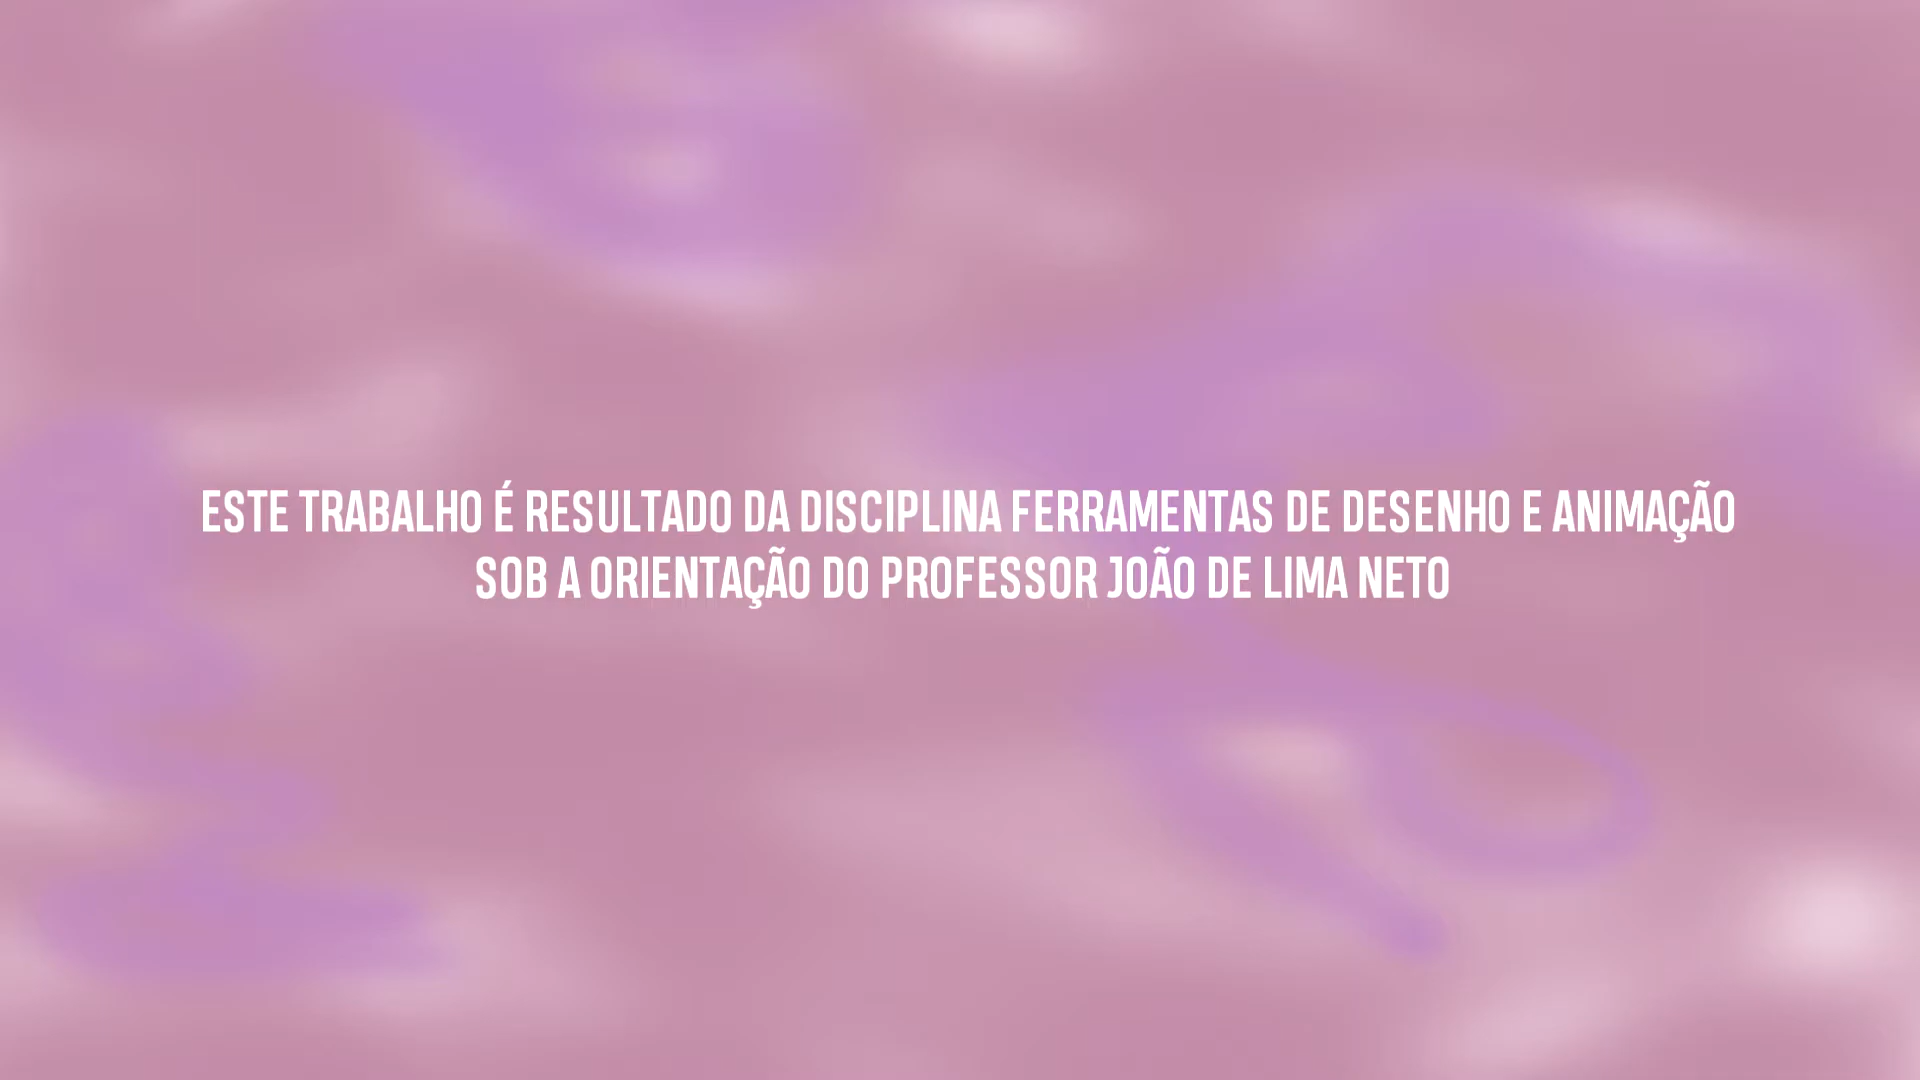 ESTE TRABALHO É RESULTADO DA DISCIPLINA FERRAMENTAS DE DESENHO E ANIMAÇÃO
SOB A ORIENTAÇÃO DO PROFESSOR JOÃO DE LIMA NETO